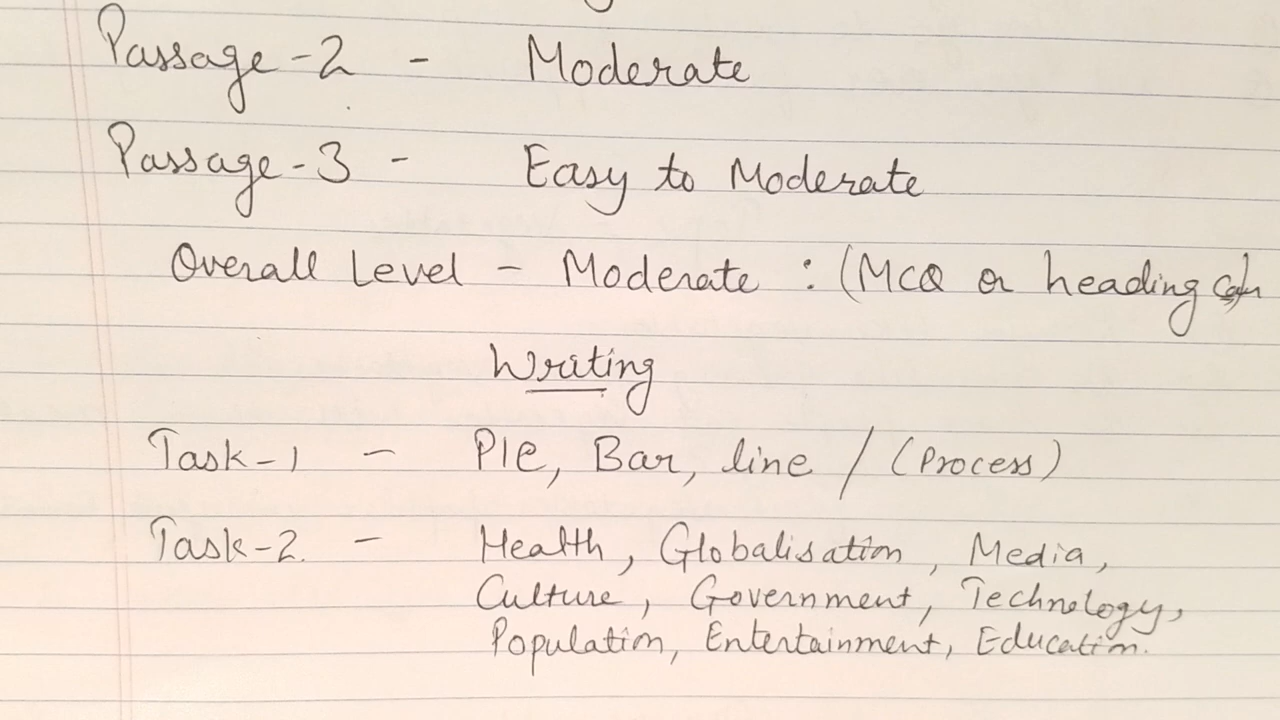 Passage-2 - Moderate
Passage-3 - Easy to Moderate
Overall Level - Moderate : (MCQ or heading can
Writing
Task-1 - PIE, Bar, line / (Process)
Task-2. - Health, Globalisation, Media,
Culture, Government, Technology,
Population, Entertainment, Education.